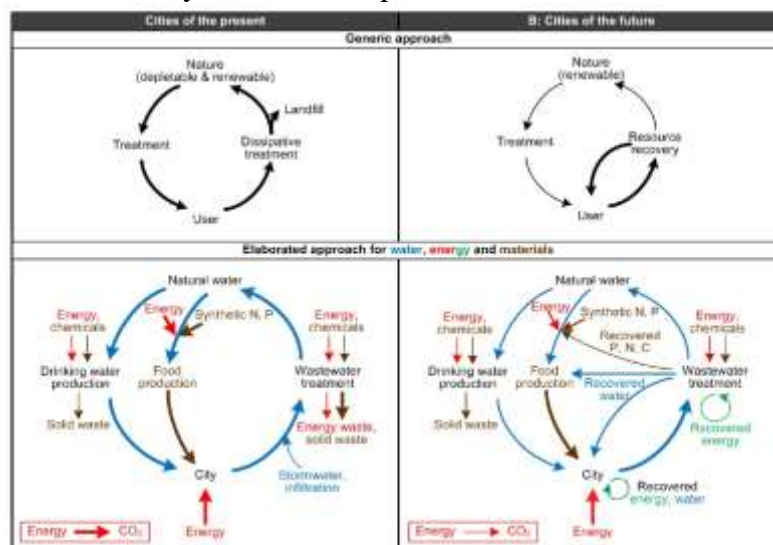 Cities of the present
B: Cities of the future
Generic approach
Nature
(depletable & renewable)
Landfill
Treatment
Dissipative
treatment
User
Nature
(renewable)
Treatment
Resource
recovery
User
Elaborated approach for water, energy and materials
Natural water
Energy
Synthetic N, P
Energy,
chemicals
Energy,
chemicals
Drinking water
production
Food
production
Wastewater
treatment
Solid waste
Energy waste,
solid waste
City
Stormwater,
infiltration
Energy
Energy CO₂
Natural water
Energy
Synthetic N, P
Energy,
chemicals
Recovered
P, N, C
Energy,
chemicals
Drinking water
production
Food
production
Recovered
water
Wastewater
treatment
Solid waste
Recovered
energy
City
Recovered
energy, water
Energy
Energy CO₂